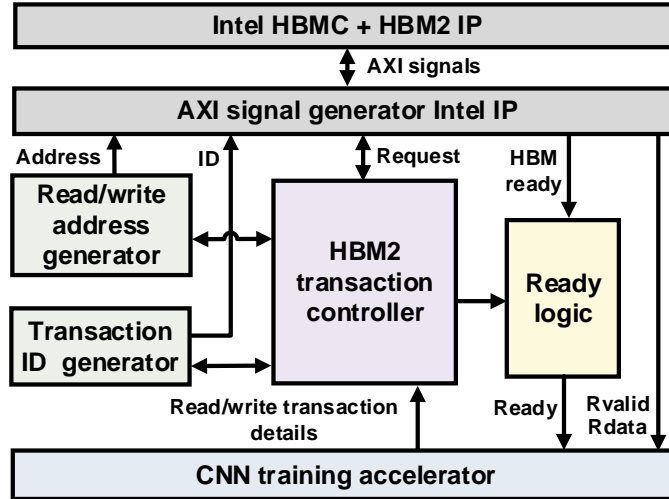 Intel HBMC + HBM2 IP
AXI signals
AXI signal generator Intel IP
Address
ID
Request
HBM
ready
Read/write
address
generator
HBM2
transaction
controller
Ready
logic
Transaction
ID generator
Read/write transaction
details
Ready
Rvalid
Rdata
CNN training accelerator